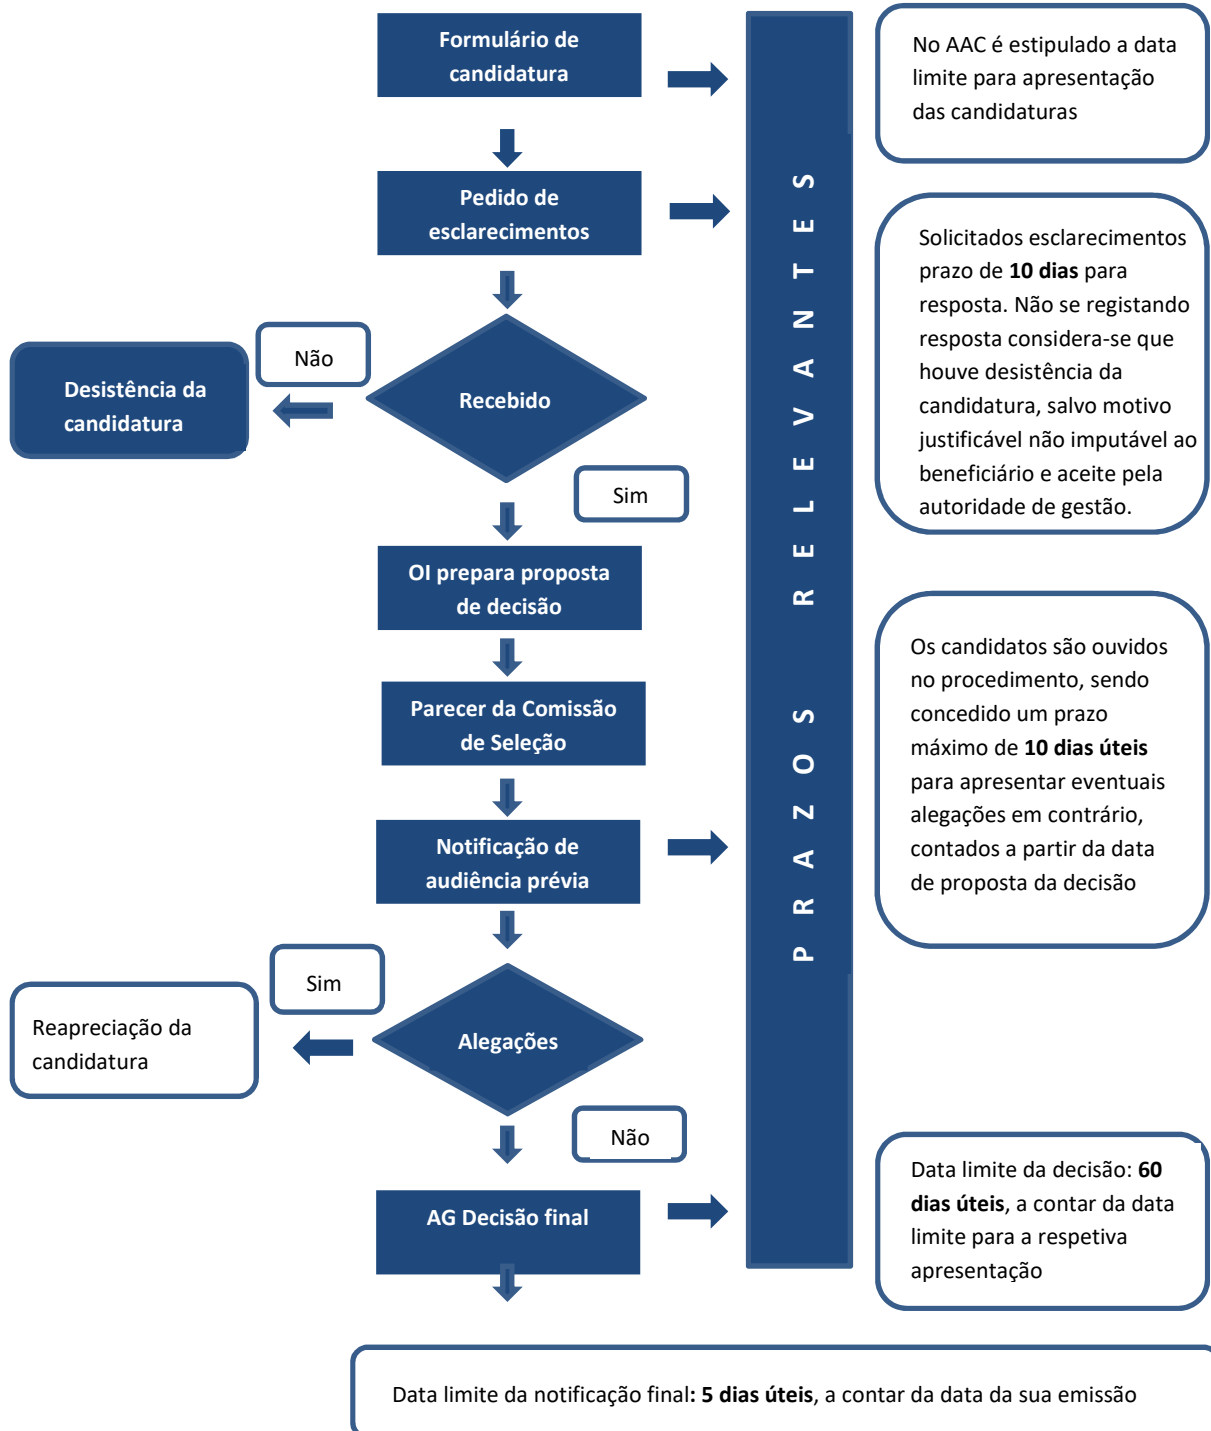 Formulário de
candidatura
No AAC é estipulado a data
limite para apresentação
das candidaturas
Pedido de
esclarecimentos
Solicitados esclarecimentos
prazo de 10 dias para
resposta. Não se registando
resposta considera-se que
houve desistência da
candidatura, salvo motivo
justificável não imputável ao
beneficiário e aceite pela
autoridade de gestão.
Não
Desistência da
candidatura
Recebido
Sim
OI prepara proposta
de decisão
Parecer da Comissão
de Seleção
Os candidatos são ouvidos
no procedimento, sendo
concedido um prazo
máximo de 10 dias úteis
para apresentar eventuais
alegações em contrário,
contados a partir da data
de proposta da decisão
Notificação de
audiência prévia
PRAZOS RELEVANTES
Sim
Reapreciação da
candidatura
Alegações
Não
AG Decisão final
Data limite da decisão: 60
dias úteis, a contar da data
limite para a respetiva
apresentação
Data limite da notificação final: 5 dias úteis, a contar da data da sua emissão